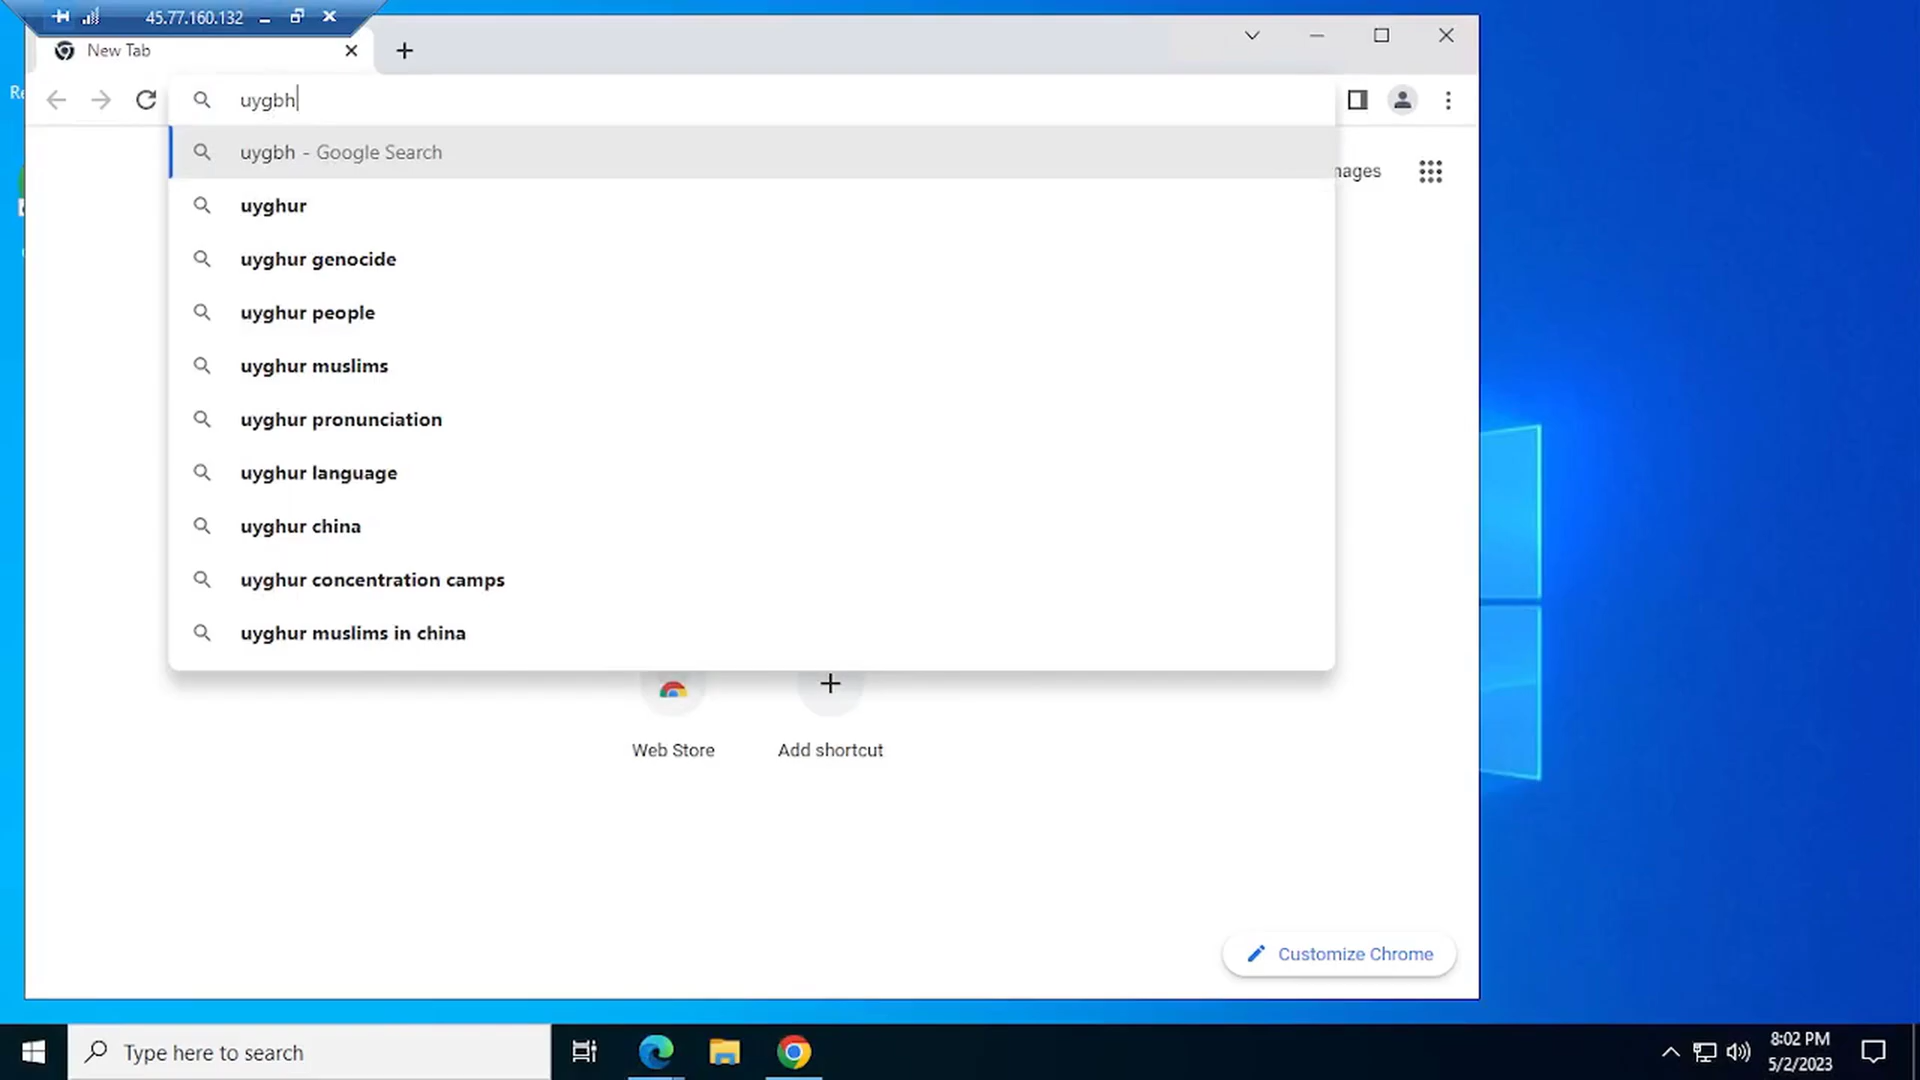 45.77.160.132
New Tab
uygbh
uygbh - Google Search
uyghur
uyghur genocide
uyghur people
uyghur muslims
uyghur pronunciation
uyghur language
uyghur china
uyghur concentration camps
uyghur muslims in china
Web Store
Add shortcut
Customize Chrome
Type here to search
8:02 PM
5/2/2023